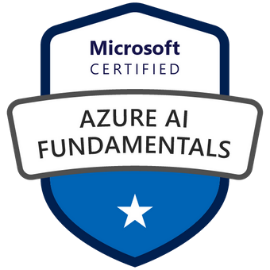 Microsoft
CERTIFIED
AZURE AI
FUNDAMENTALS